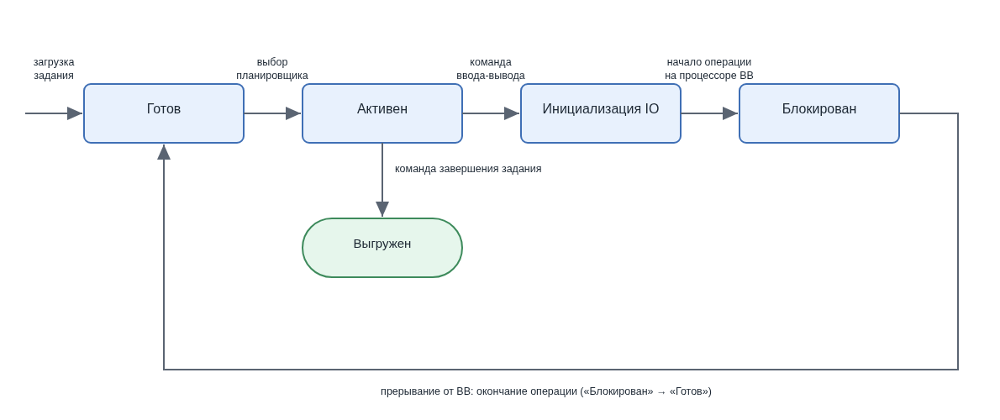 загрузка
задания
выбор
планировщика
команда
ввода-вывода
начало операции
на процессоре ВВ
Готов
Активен
Инициализация IO
Блокирован
команда завершения задания
Выгружен
прерывание от ВВ: окончание операции («Блокирован» → «Готов»)